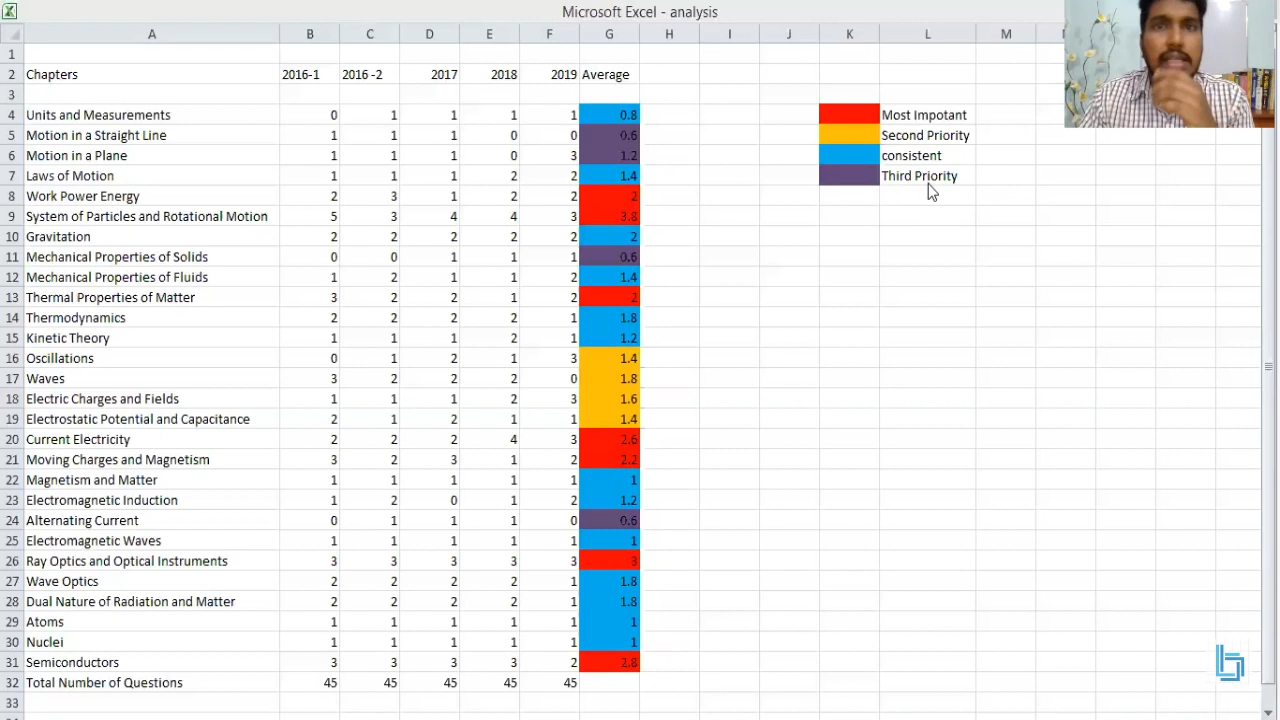 Microsoft Excel - analysis
A B C D E F G H I J K L M
1
2 Chapters 2016-1 2016 -2 2017 2018 2019 Average
3
4 Units and Measurements 0 1 1 1 1 0.8 Most Impotant
5 Motion in a Straight Line 1 1 1 0 0 0.6 Second Priority
6 Motion in a Plane 1 1 1 0 3 1.2 consistent
7 Laws of Motion 1 1 1 2 2 1.4 Third Priority
8 Work Power Energy 2 3 1 2 2 2
9 System of Particles and Rotational Motion 5 3 4 4 3 3.8
10 Gravitation 2 2 2 2 2 2
11 Mechanical Properties of Solids 0 0 1 1 1 0.6
12 Mechanical Properties of Fluids 1 2 1 1 2 1.4
13 Thermal Properties of Matter 3 2 2 1 2 2
14 Thermodynamics 2 2 2 2 1 1.8
15 Kinetic Theory 1 1 1 2 1 1.2
16 Oscillations 0 1 2 1 3 1.4
17 Waves 3 2 2 2 0 1.8
18 Electric Charges and Fields 1 1 1 2 3 1.6
19 Electrostatic Potential and Capacitance 2 1 2 1 1 1.4
20 Current Electricity 2 2 2 4 3 2.6
21 Moving Charges and Magnetism 3 2 3 1 2 2.2
22 Magnetism and Matter 1 1 1 1 1 1
23 Electromagnetic Induction 1 2 0 1 2 1.2
24 Alternating Current 0 1 1 1 0 0.6
25 Electromagnetic Waves 1 1 1 1 1 1
26 Ray Optics and Optical Instruments 3 3 3 3 3 3
27 Wave Optics 2 2 2 2 1 1.8
28 Dual Nature of Radiation and Matter 2 2 2 2 1 1.8
29 Atoms 1 1 1 1 1 1
30 Nuclei 1 1 1 1 1 1
31 Semiconductors 3 3 3 3 2 2.8
32 Total Number of Questions 45 45 45 45 45
33